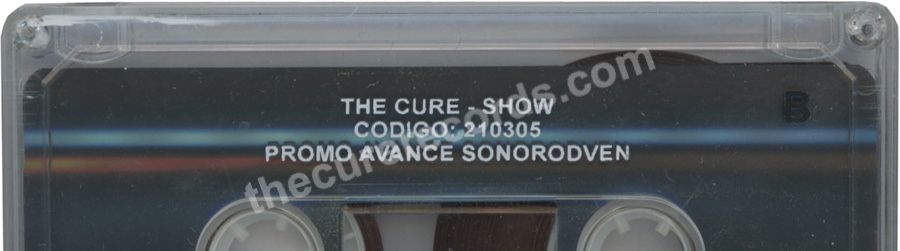 THE CURE - SHOW
CODIGO: 210305
PROMO AVANCE SONORODVEN
B
thecurerecords.com